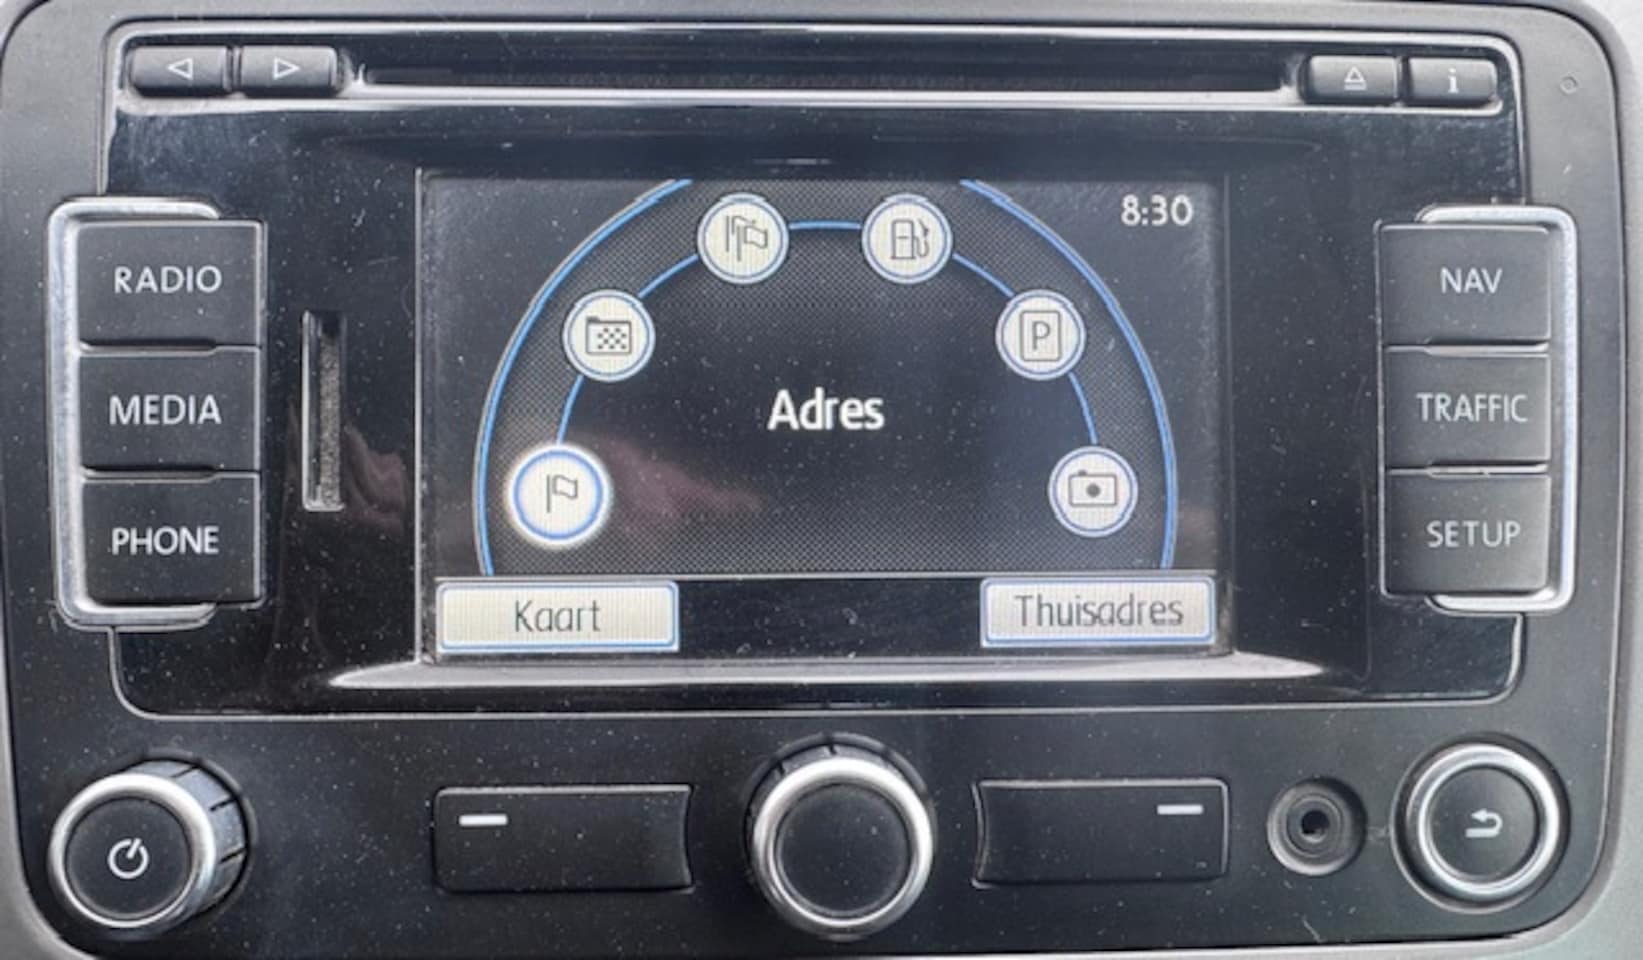 i
8:30
RADIO
NAV
P
MEDIA
Adres
TRAFFIC
PHONE
SETUP
Kaart
Thuisadres